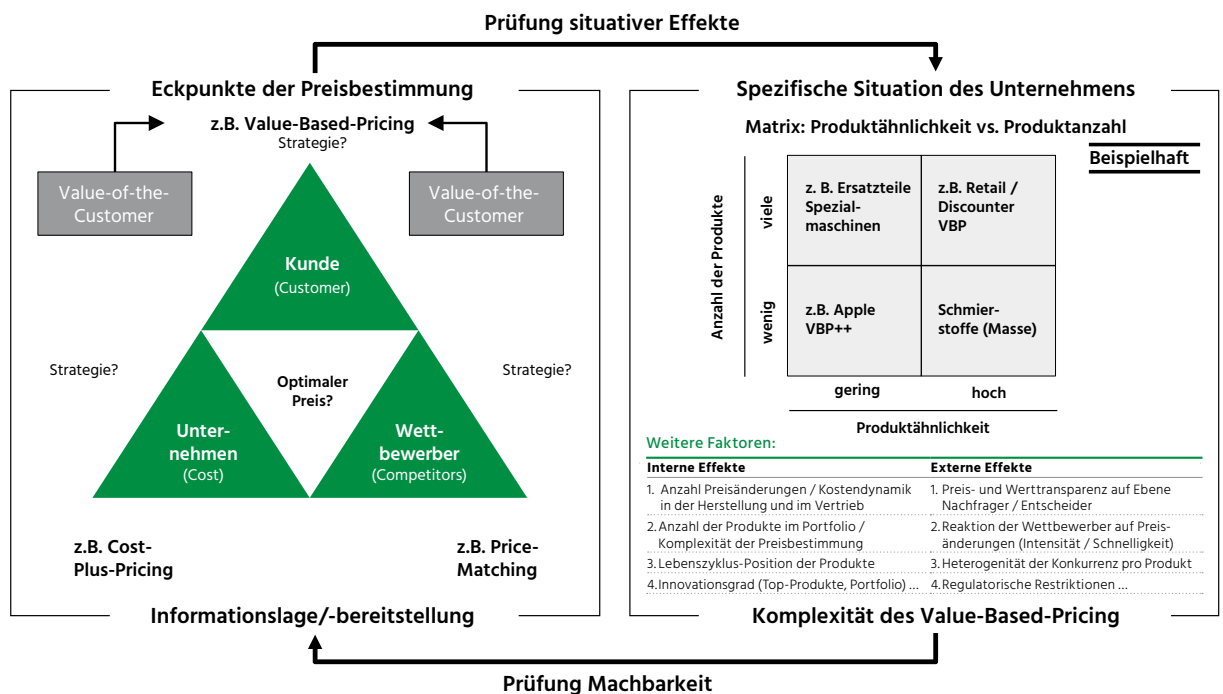 Prüfung situativer Effekte
Eckpunkte der Preisbestimmung
z.B. Value-Based-Pricing
Strategie?
Value-of-the-
Customer
Value-of-the-
Customer
Kunde
(Customer)
Strategie?
Strategie?
Optimaler
Preis?
Unter-
nehmen
(Cost)
Wett-
bewerber
(Competitors)
z.B. Cost-
Plus-Pricing
z.B. Price-
Matching
Informationslage/-bereitstellung
Spezifische Situation des Unternehmens
Matrix: Produktähnlichkeit vs. Produktanzahl
Beispielhaft
Anzahl der Produkte
viele
wenig
z. B. Ersatzteile
Spezial-
maschinen
z.B. Retail /
Discounter
VBP
z.B. Apple
VBP++
Schmier-
stoffe (Masse)
gering
hoch
Produktähnlichkeit
Weitere Faktoren:
Interne Effekte
1. Anzahl Preisänderungen / Kostendynamik
in der Herstellung und im Vertrieb
2. Anzahl der Produkte im Portfolio /
Komplexität der Preisbestimmung
3. Lebenszyklus-Position der Produkte
4. Innovationsgrad (Top-Produkte, Portfolio) ...
Externe Effekte
1. Preis- und Werttransparenz auf Ebene
Nachfrager / Entscheider
2. Reaktion der Wettbewerber auf Preis-
änderungen (Intensität / Schnelligkeit)
3. Heterogenität der Konkurrenz pro Produkt
4. Regulatorische Restriktionen ...
Komplexität des Value-Based-Pricing
Prüfung Machbarkeit